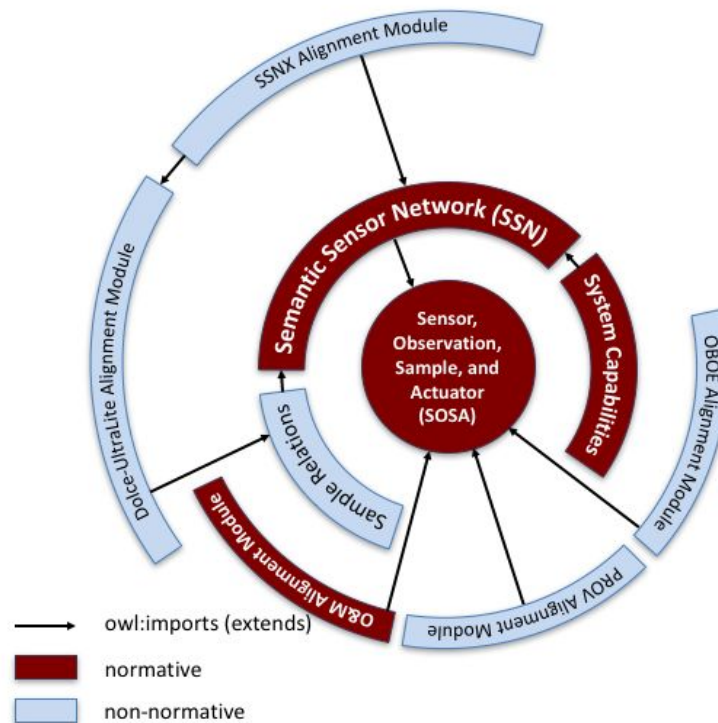 SSNX Alignment Module
Semantic Sensor Network (SSN)
System Capabilities
Sensor,
Observation,
Sample, and
Actuator
(SOSA)
Dolce-UltraLite Alignment Module
Sample Relations
OBOE Alignment Module
O&M Alignment Module
PROV Alignment Module
owl:imports (extends)
normative
non-normative